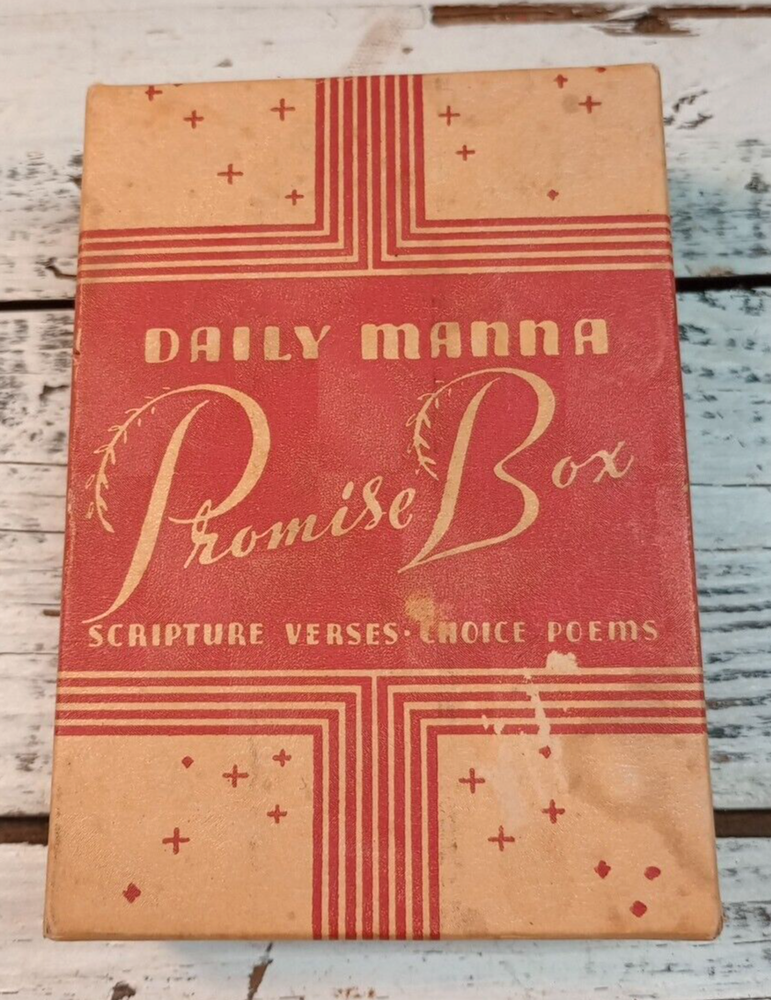 DAILY MANNA
Promise Box
SCRIPTURE VERSES · CHOICE POEMS